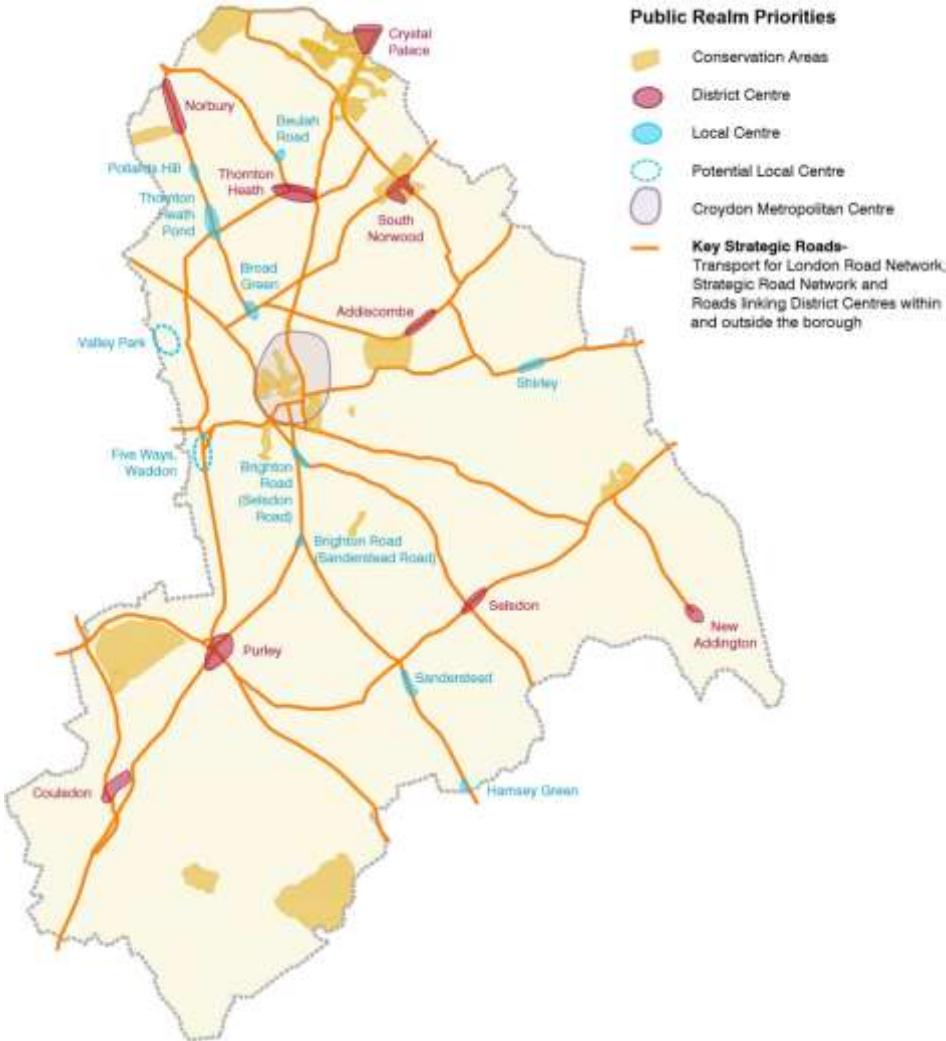 Public Realm Priorities
Conservation Areas
District Centre
Local Centre
Potential Local Centre
Croydon Metropolitan Centre
Key Strategic Roads-
Transport for London Road Network,
Strategic Road Network and
Roads linking District Centres within
and outside the borough
Crystal
Palace
Norbury
Beulah
Road
Pollards Hill
Thornton
Heath
Thornton
Heath
Pond
South
Norwood
Broad
Green
Addiscombe
Valley Park
Shirley
Five Ways,
Waddon
Brighton
Road
(Selsdon
Road)
Brighton Road
(Sanderstead Road)
Selsdon
New
Addington
Purley
Sanderstead
Coulsdon
Hamsey Green